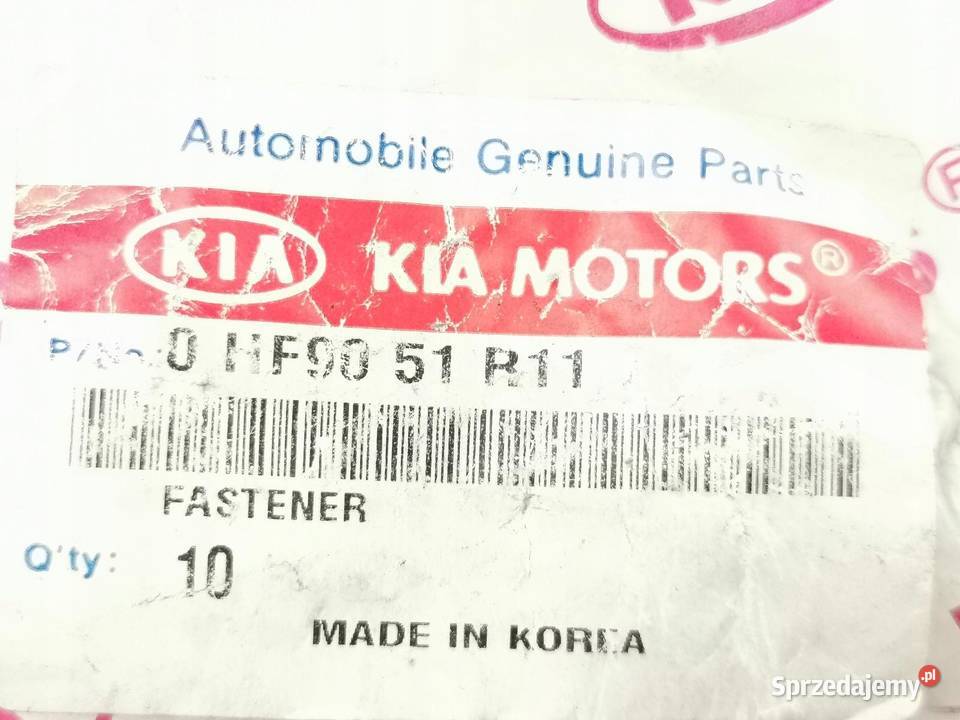 Automobile Genuine Parts
KIA KIA MOTORS®
P/No: 0 HF90 51 R11
FASTENER
Q'ty: 10
MADE IN KOREA
Sprzedajemy.pl